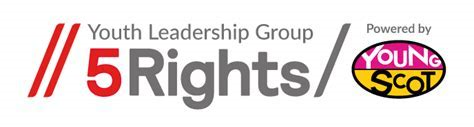 Youth Leadership Group
//5Rights/
Powered by
YOUNG
SCOT